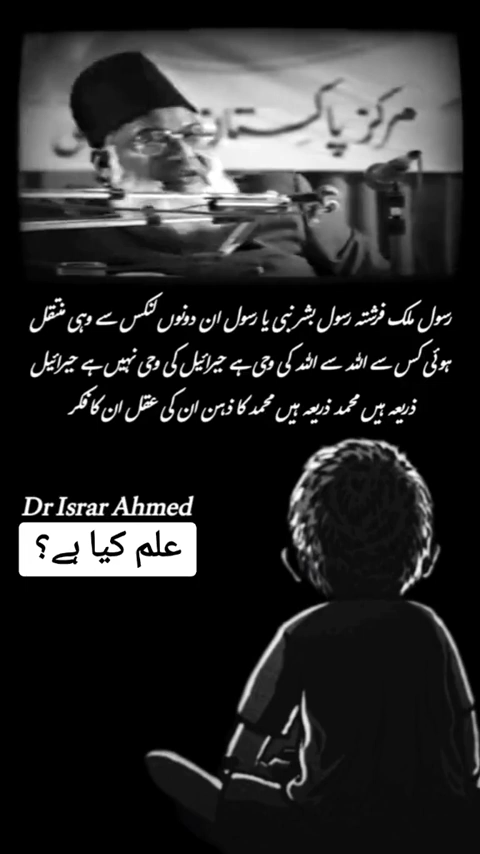 مرکز پاکستان
رسول ملک فرشتہ رسول بشر نبی یا رسول ان دونوں لنکس سے وہی منتقل
ہوئی کس سے اللہ سے اللہ کی وحی ہے جبرائیل کی وحی نہیں ہے جبرائیل
ذریعہ ہیں محمد ذریعہ ہیں محمد کا ذہن ان کی عقل ان کا فکر
Dr Israr Ahmed
علم کیا ہے؟